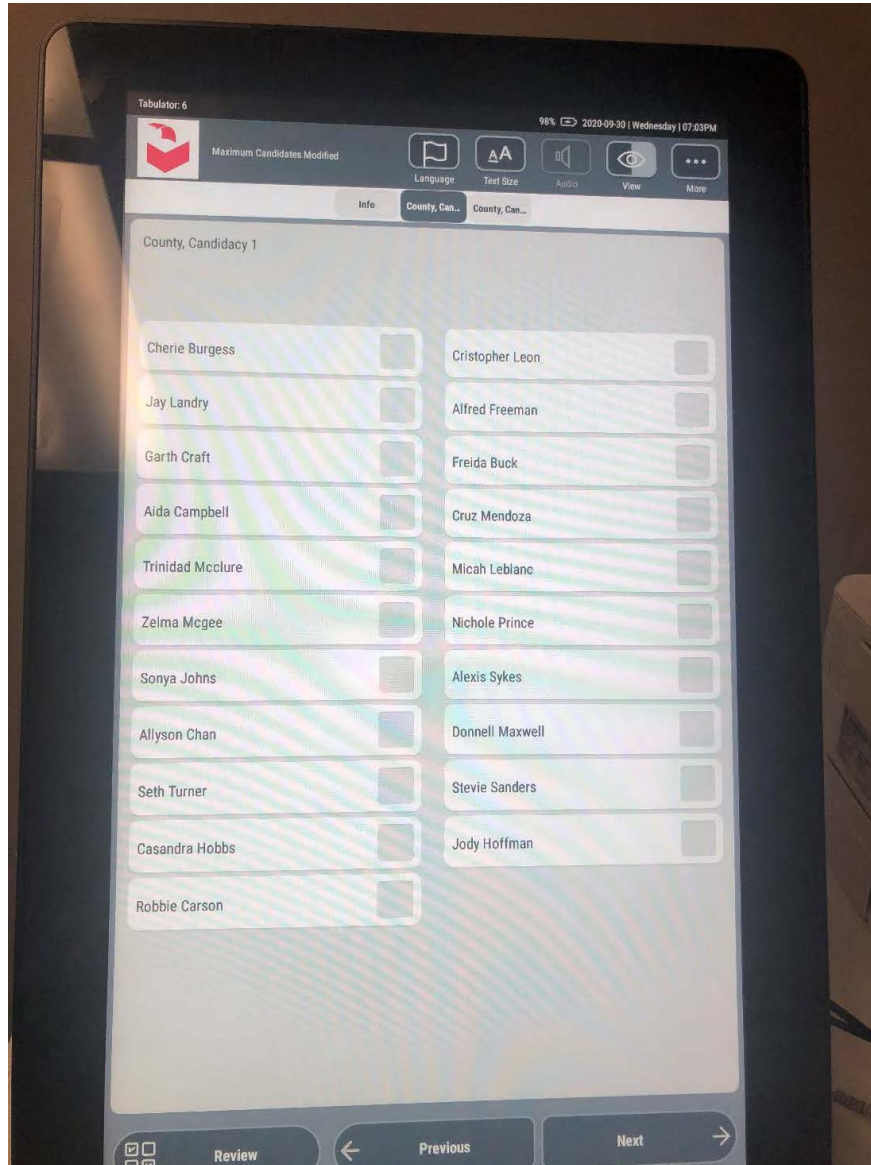 Tabulator: 6
98% 2020-09-30 | Wednesday | 07:03PM
Maximum Candidates Modified
AA
Language
Text Size
Audio
View
More
Info
County, Can...
County, Can...
County, Candidacy 1
Cherie Burgess
Jay Landry
Garth Craft
Aida Campbell
Trinidad Mcclure
Zelma Mcgee
Sonya Johns
Allyson Chan
Seth Turner
Casandra Hobbs
Robbie Carson
Cristopher Leon
Alfred Freeman
Freida Buck
Cruz Mendoza
Micah Leblanc
Nichole Prince
Alexis Sykes
Donnell Maxwell
Stevie Sanders
Jody Hoffman
Review
Previous
Next